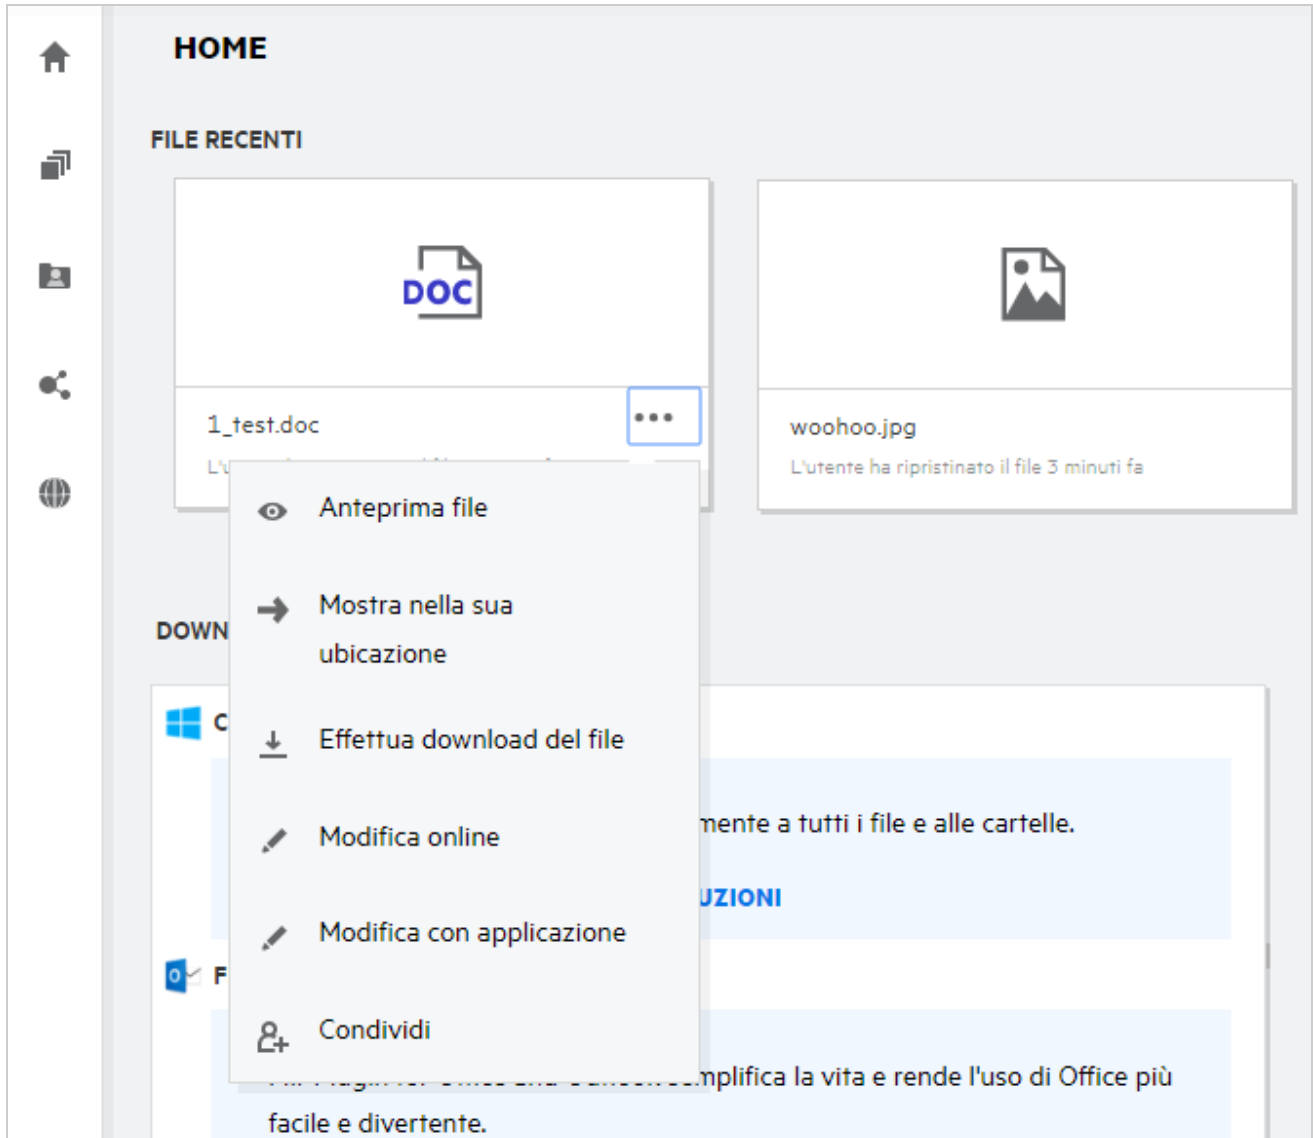 HOME
FILE RECENTI
DOC
1_test.doc
woohoo.jpg
L'utente ha ripristinato il file 3 minuti fa
Anteprima file
Mostra nella sua
ubicazione
DOWN
Effettua download del file
Modifica online
mente a tutti i file e alle cartelle.
UZIONI
Modifica con applicazione
F
Condividi
mplifica la vita e rende l'uso di Office più
facile e divertente.